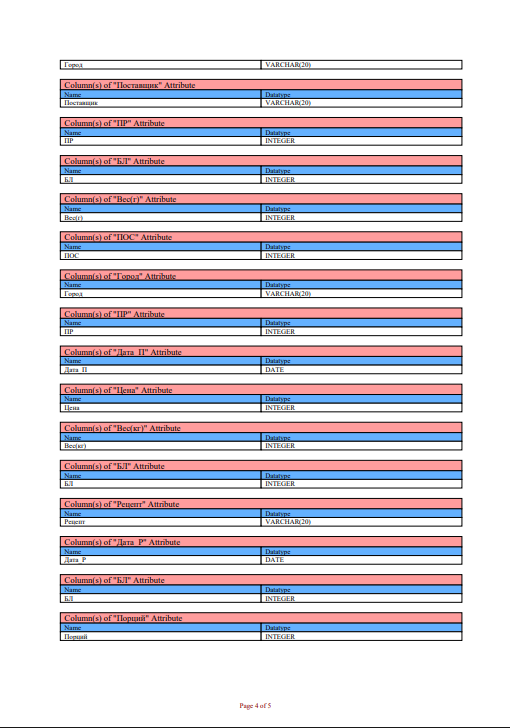 Город VARCHAR(20)
Column(s) of "Поставщик" Attribute
Name Datatype
Поставщик VARCHAR(20)
Column(s) of "ПР" Attribute
Name Datatype
ПР INTEGER
Column(s) of "БЛ" Attribute
Name Datatype
БЛ INTEGER
Column(s) of "Вес(г)" Attribute
Name Datatype
Вес(г) INTEGER
Column(s) of "ПОС" Attribute
Name Datatype
ПОС INTEGER
Column(s) of "Город" Attribute
Name Datatype
Город VARCHAR(20)
Column(s) of "ПР" Attribute
Name Datatype
ПР INTEGER
Column(s) of "Дата_П" Attribute
Name Datatype
Дата_П DATE
Column(s) of "Цена" Attribute
Name Datatype
Цена INTEGER
Column(s) of "Вес(кг)" Attribute
Name Datatype
Вес(кг) INTEGER
Column(s) of "БЛ" Attribute
Name Datatype
БЛ INTEGER
Column(s) of "Рецепт" Attribute
Name Datatype
Рецепт VARCHAR(20)
Column(s) of "Дата_Р" Attribute
Name Datatype
Дата_Р DATE
Column(s) of "БЛ" Attribute
Name Datatype
БЛ INTEGER
Column(s) of "Порций" Attribute
Name Datatype
Порций INTEGER
Page 4 of 5